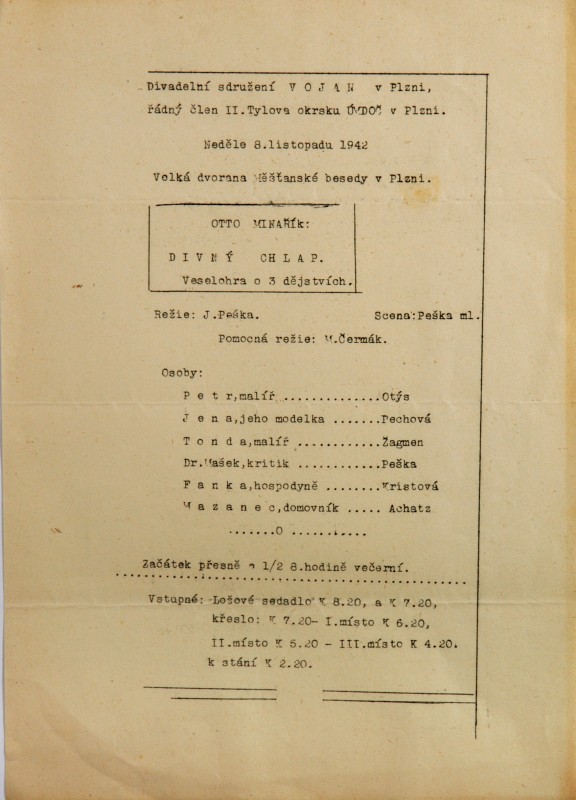 Divadelní sdružení V O J A N v Plzni,
řádný člen II.Tylova okrsku ÚMDOČ v Plzni.
Neděle 8.listopadu 1942
Velká dvorana Měšťanské besedy v Plzni.
OTTO MINAŘík:
D I V N Ý CHLAP.
Veselohra o 3 dějstvích.
Režie: J.Peška. Scena:Peška ml.
Pomocná režie: M.Čermák.
Osoby:
P e t r,malíř ..............Otýs
J e n a,jeho modelka .......Pechová
T o n d a,malíř ............Žagmen
Dr.Mašek,kritik ............Peška
F a n k a,hospodyně ........Kristová
M a z a n e c,domovník ..... Achatz
.......O ...........
Začátek přesně o 1/2 8.hodině večerní.
Vstupné: Ložové sedadlo K 8.20, a K 7.20,
křeslo: K 7.20- I.místo K 6.20,
II.místo K 5.20 - III.místo K 4.20.
k stání K 2.20.